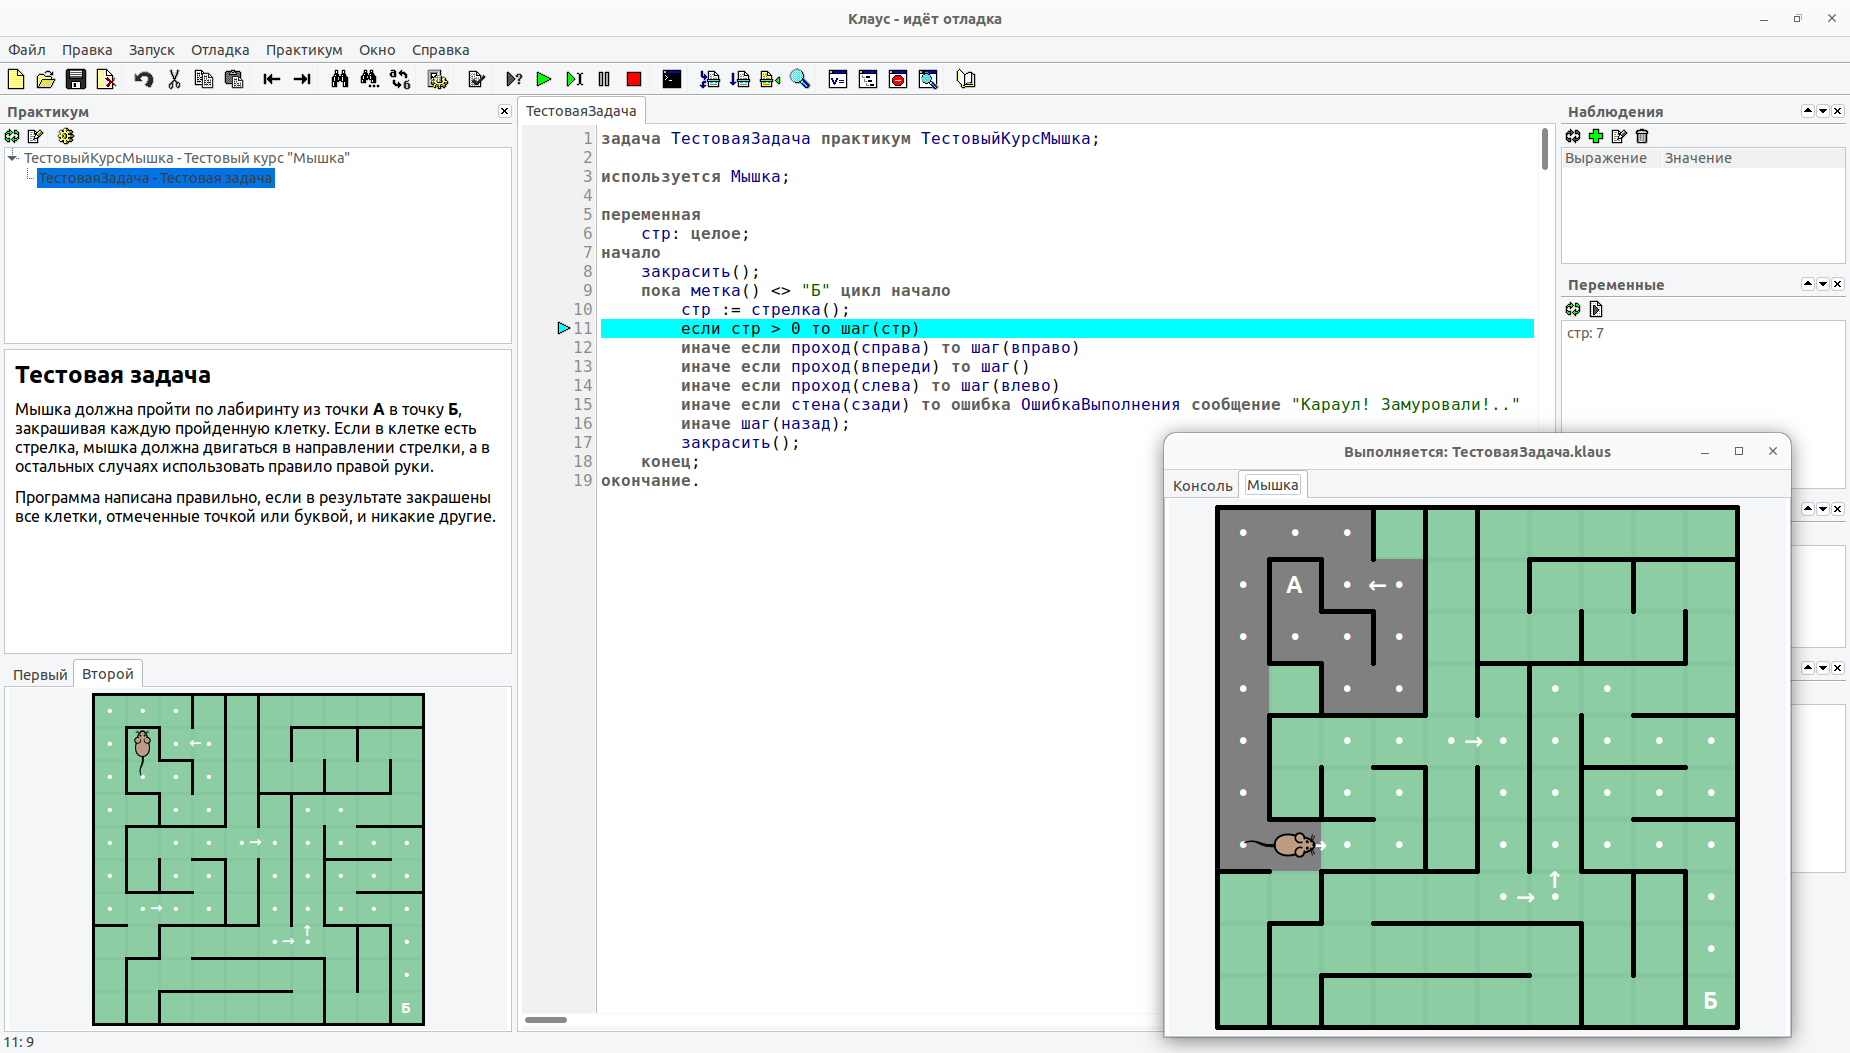 Клаус - идёт отладка
Файл Правка Запуск Отладка Практикум Окно Справка
Практикум
ТестовыйКурсМышка - Тестовый курс "Мышка"
ТестоваяЗадача - Тестовая задача
Тестовая задача
Мышка должна пройти по лабиринту из точки А в точку Б,
закрашивая каждую пройденную клетку. Если в клетке есть
стрелка, мышка должна двигаться в направлении стрелки, а в
остальных случаях использовать правило правой руки.
Программа написана правильно, если в результате закрашены
все клетки, отмеченные точкой или буквой, и никакие другие.
Первый Второй
Б
11: 9
ТестоваяЗадача
1 задача ТестоваяЗадача практикум ТестовыйКурсМышка;
2
3 используется Мышка;
4
5 переменная
6 стр: целое;
7 начало
8 закрасить();
9 пока метка() <> "Б" цикл начало
10 стр := стрелка();
11 если стр > 0 то шаг(стр)
12 иначе если проход(справа) то шаг(вправо)
13 иначе если проход(впереди) то шаг()
14 иначе если проход(слева) то шаг(влево)
15 иначе если стена(сзади) то ошибка ОшибкаВыполнения сообщение "Караул! Замуровали!.."
16 иначе шаг(назад);
17 закрасить();
18 конец;
19 окончание.
Наблюдения
Выражение Значение
Переменные
стр: 7
Выполняется: ТестоваяЗадача.klaus
Консоль Мышка
А
Б